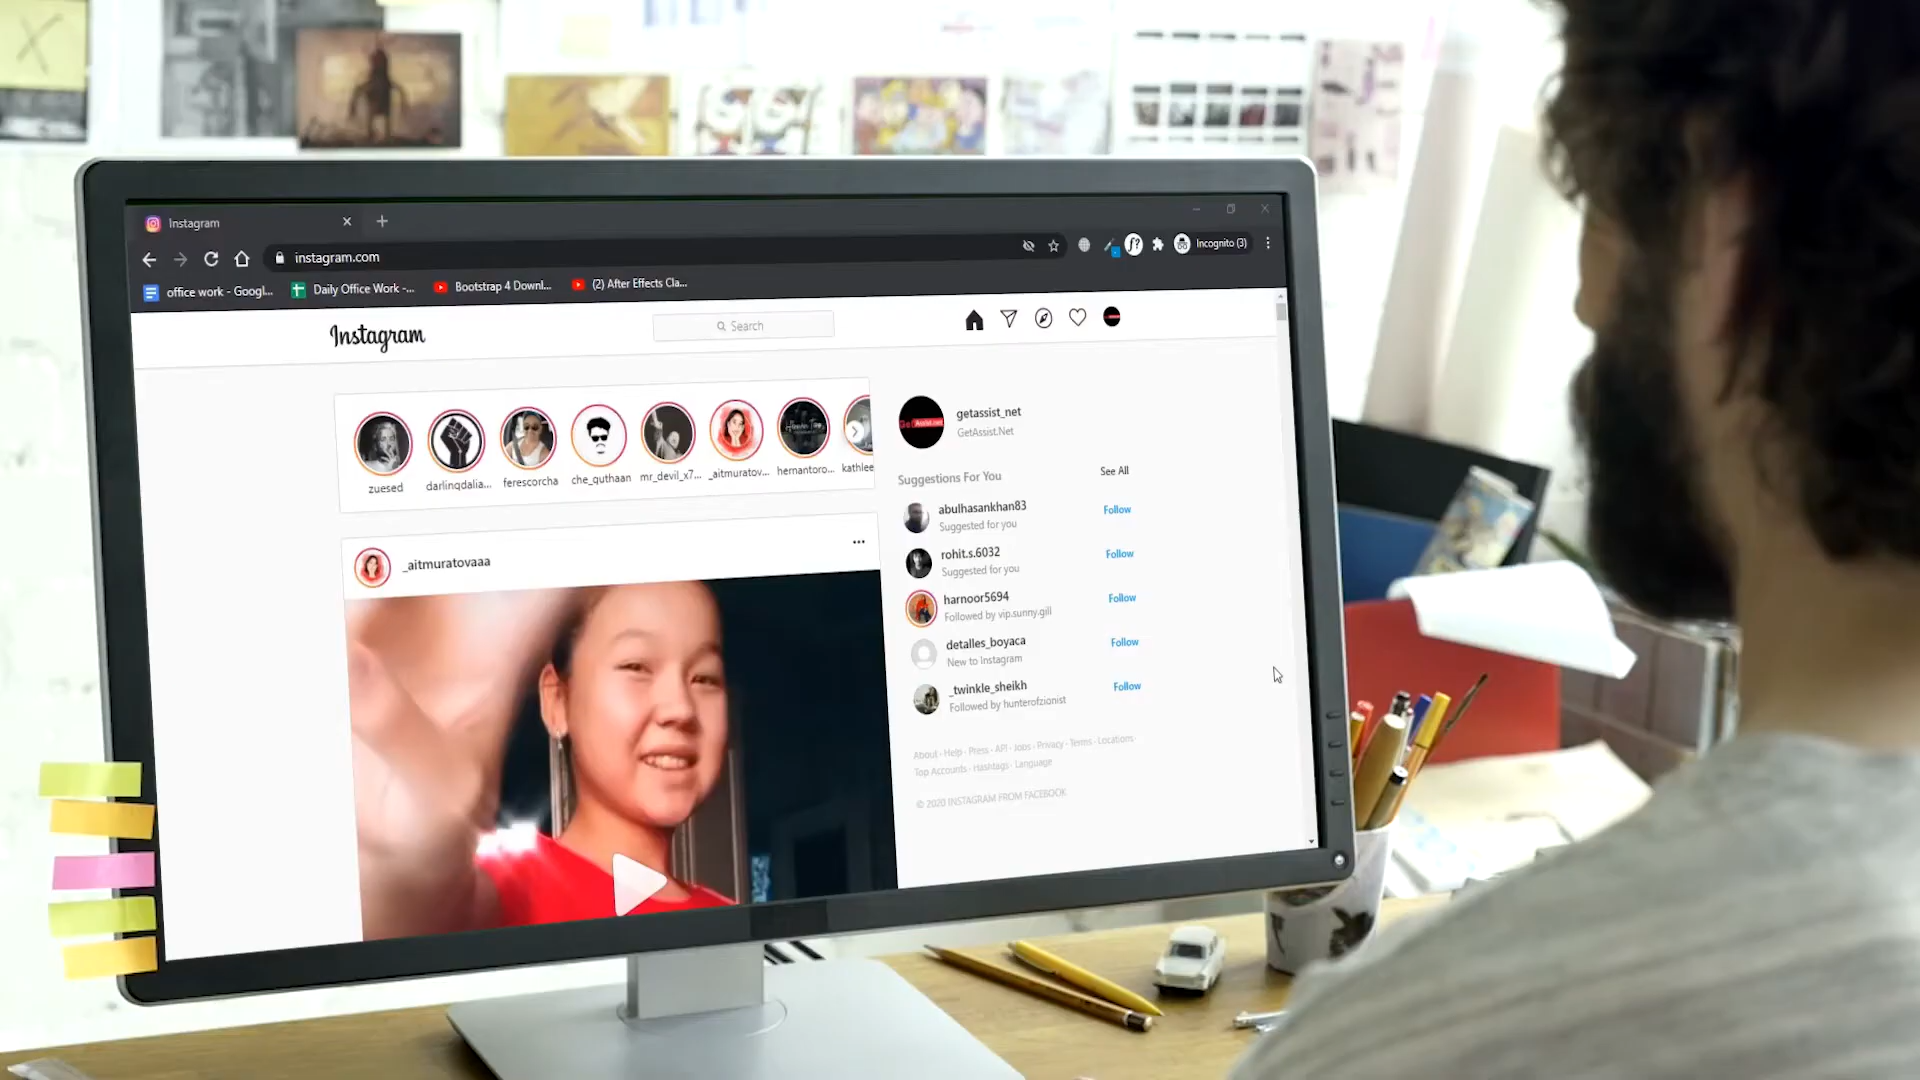 Instagram
instagram.com
Incognito (3)
office work - Googl...
Daily Office Work -...
Bootstrap 4 Downl...
(2) After Effects Cla...
Instagram
Search
zuesed
darlingdalia...
ferescorcha
che_quthaan
mr_devil_x7...
_aitmuratov...
hernantoro...
kathlee
getassist_net
GetAssist.Net
Suggestions For You
See All
abulhasankhan83
Suggested for you
Follow
rohit.s.6032
Suggested for you
Follow
harnoor5694
Followed by vip.sunny.gill
Follow
detalles_boyaca
New to Instagram
Follow
_twinkle_sheikh
Followed by hunterofzionist
Follow
About · Help · Press · API · Jobs · Privacy · Terms · Locations ·
Top Accounts · Hashtags · Language
© 2020 INSTAGRAM FROM FACEBOOK
_aitmuratovaaa